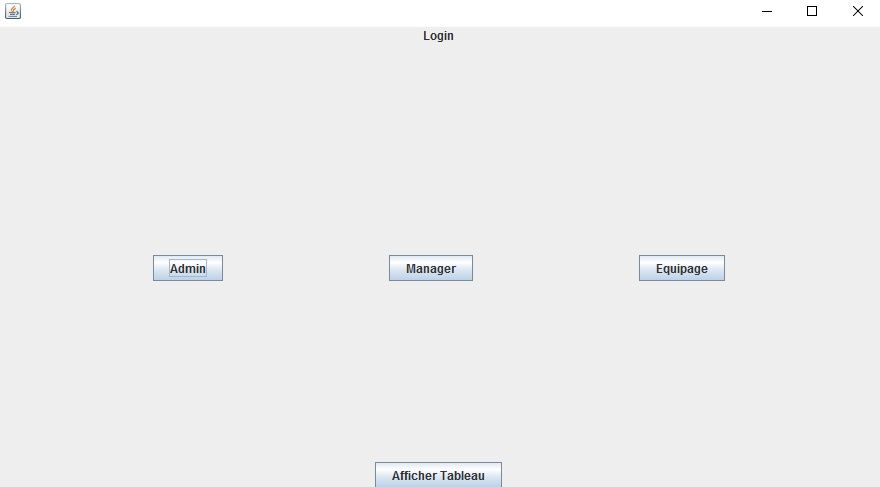 Login
Admin Manager Equipage
Afficher Tableau